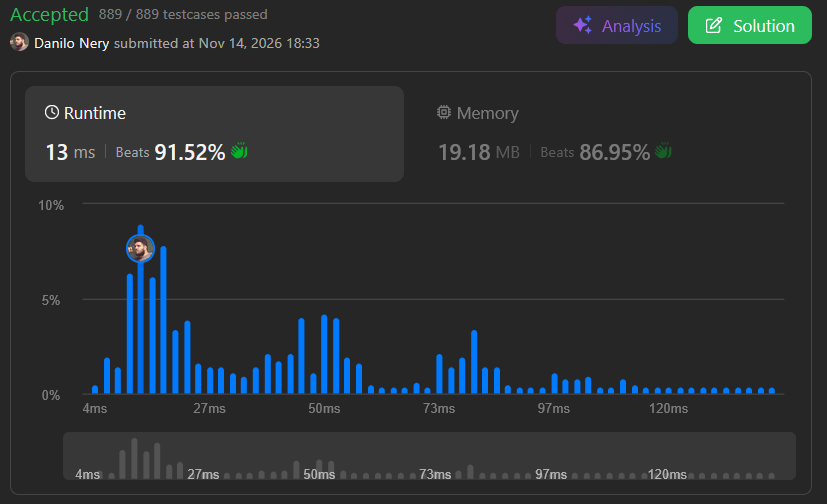 Accepted 889 / 889 testcases passed
Danilo Nery submitted at Nov 14, 2026 18:33
Analysis
Solution
Runtime
13 ms Beats 91.52%
Memory
19.18 MB Beats 86.95%
10%
5%
0%
4ms 27ms 50ms 73ms 97ms 120ms
4ms 27ms 50ms 73ms 97ms 120ms